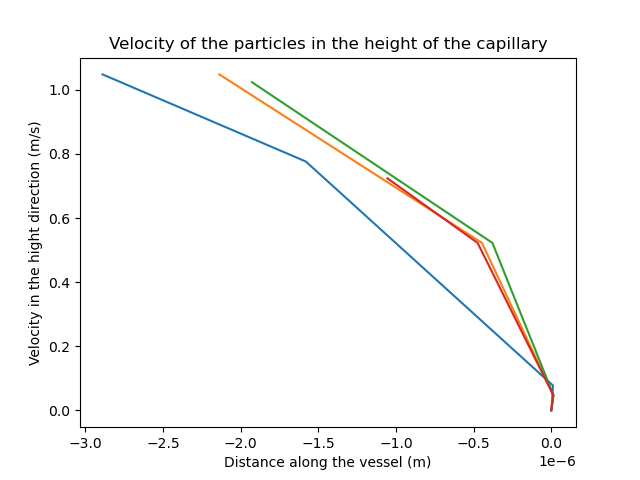 Velocity of the particles in the height of the capillary
Velocity in the hight direction (m/s)
1.0
0.8
0.6
0.4
0.2
0.0
−3.0 −2.5 −2.0 −1.5 −1.0 −0.5 0.0
1e−6
Distance along the vessel (m)